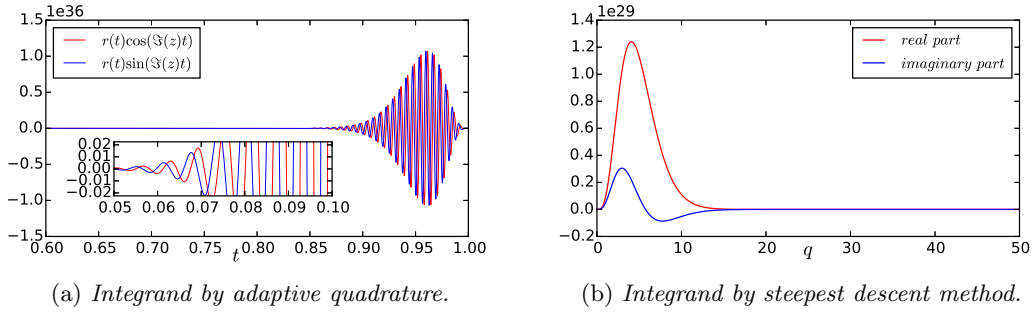 1e36
1.5
1.0
0.5
0.0
−0.5
−1.0
−1.5
r(t)cos(ℑ(z)t)
r(t)sin(ℑ(z)t)
0.02
0.01
0.00
−0.01
−0.02
0.05 0.06 0.07 0.08 0.09 0.10
0.60 0.65 0.70 0.75 0.80 0.85 0.90 0.95 1.00
t
(a) Integrand by adaptive quadrature.
1e29
1.4
1.2
1.0
0.8
0.6
0.4
0.2
0.0
−0.2
real part
imaginary part
0 10 20 30 40 50
q
(b) Integrand by steepest descent method.